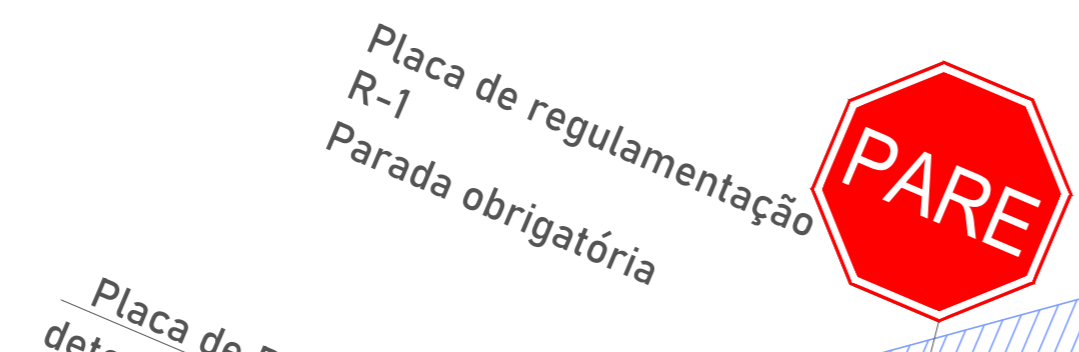 Placa de regulamentação
R-1
Parada obrigatória
PARE
Placa de